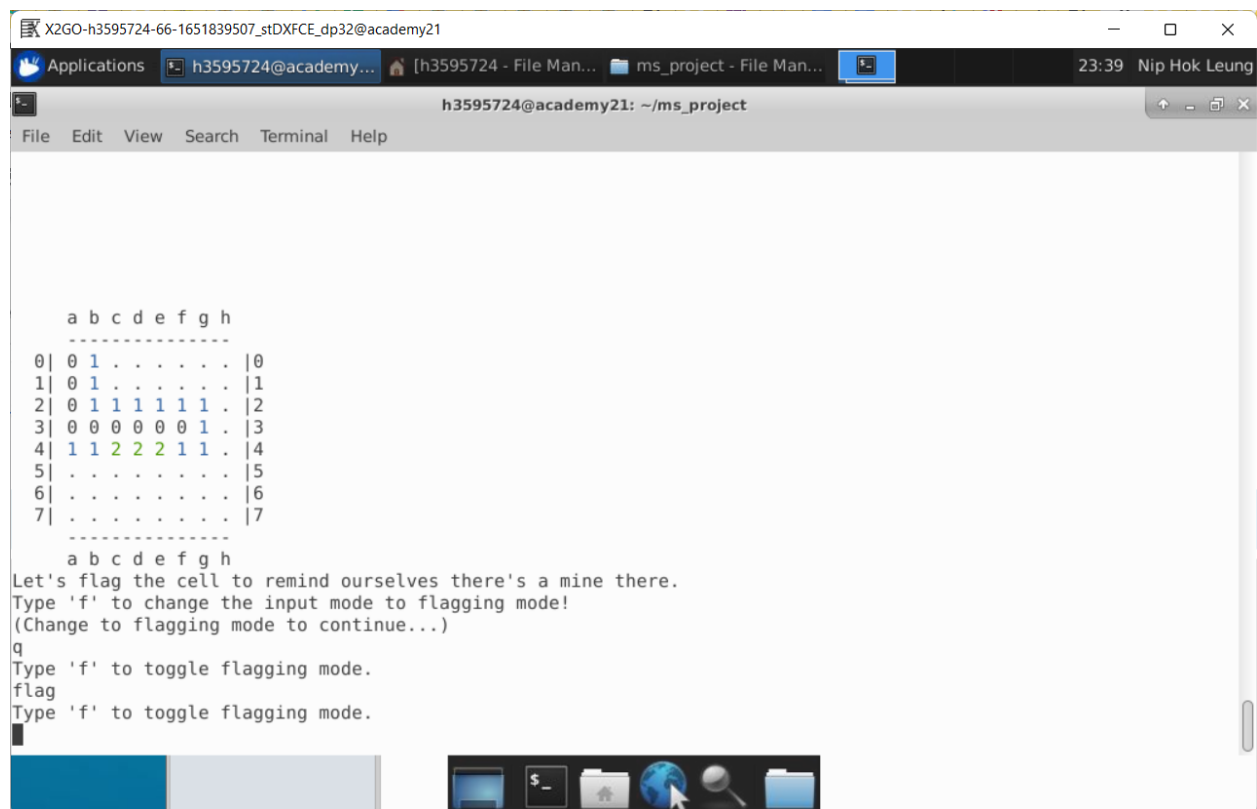 X2GO-h3595724-66-1651839507_stDXFCE_dp32@academy21
Applications h3595724@academy... [h3595724 - File Man... ms_project - File Man... 23:39 Nip Hok Leung
h3595724@academy21: ~/ms_project
File Edit View Search Terminal Help
a b c d e f g h
- - - - - - - - - - - - - - -
0| 0 1 . . . . . . |0
1| 0 1 . . . . . . |1
2| 0 1 1 1 1 1 1 . |2
3| 0 0 0 0 0 0 1 . |3
4| 1 1 2 2 2 1 1 . |4
5| . . . . . . . . |5
6| . . . . . . . . |6
7| . . . . . . . . |7
- - - - - - - - - - - - - - -
a b c d e f g h
Let's flag the cell to remind ourselves there's a mine there.
Type 'f' to change the input mode to flagging mode!
(Change to flagging mode to continue...)
q
Type 'f' to toggle flagging mode.
flag
Type 'f' to toggle flagging mode.